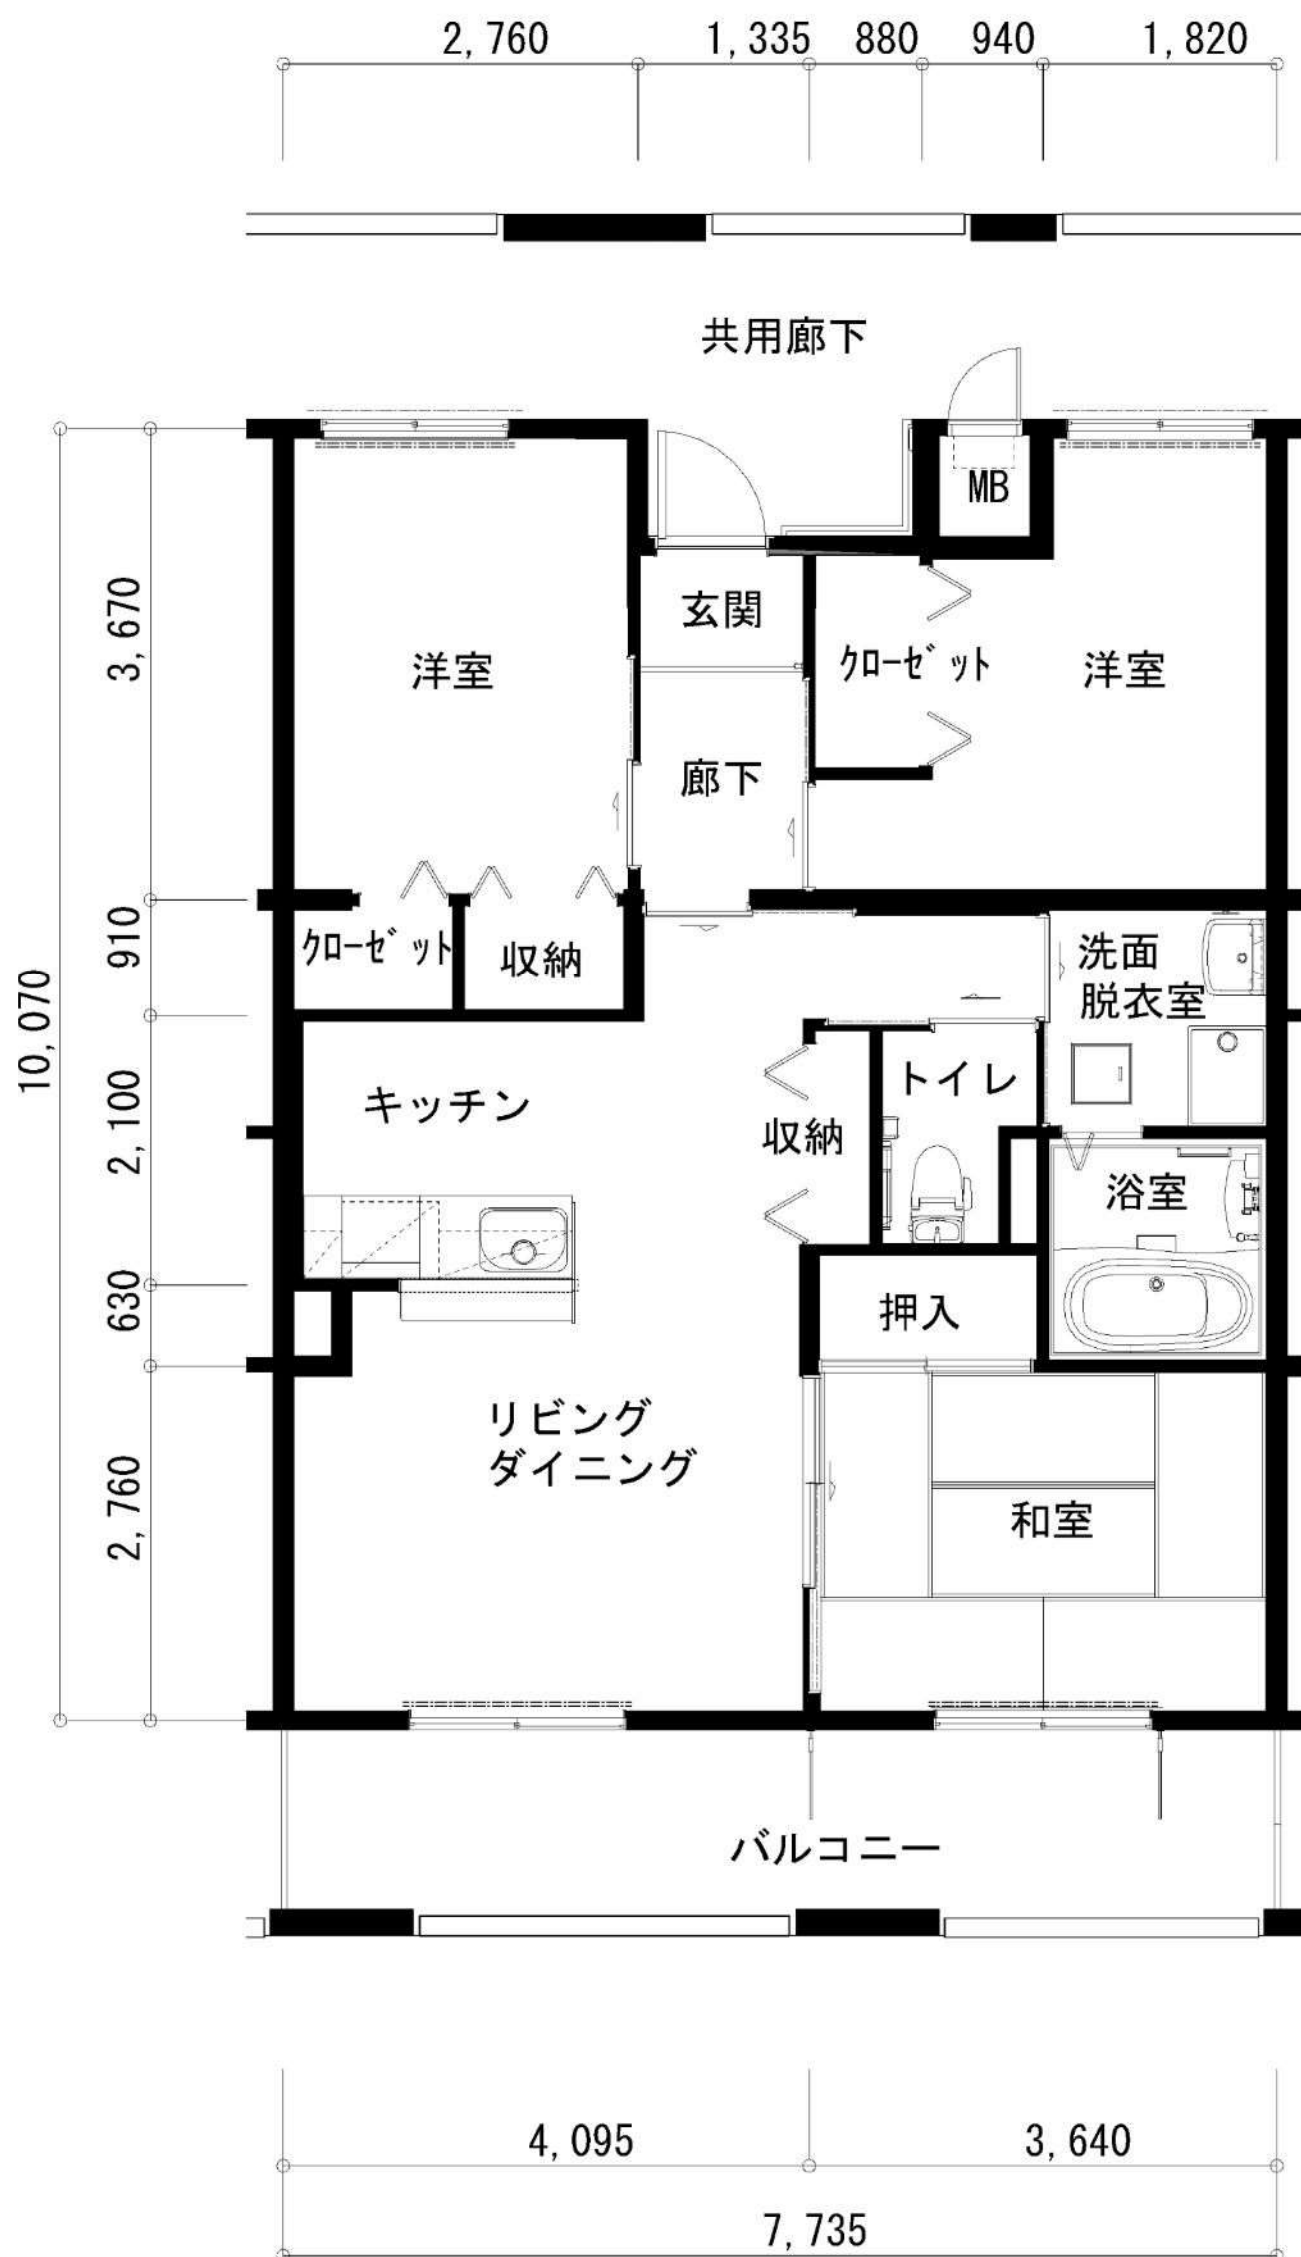 2,760 1,335 880 940 1,820
共用廊下
MB
玄関
クローゼット
洋室
洋室
廊下
3,670
910
10,070
2,100
630
2,760
クローゼット
収納
洗面
脱衣室
キッチン
トイレ
収納
浴室
押入
リビング
ダイニング
和室
バルコニー
4,095 3,640
7,735